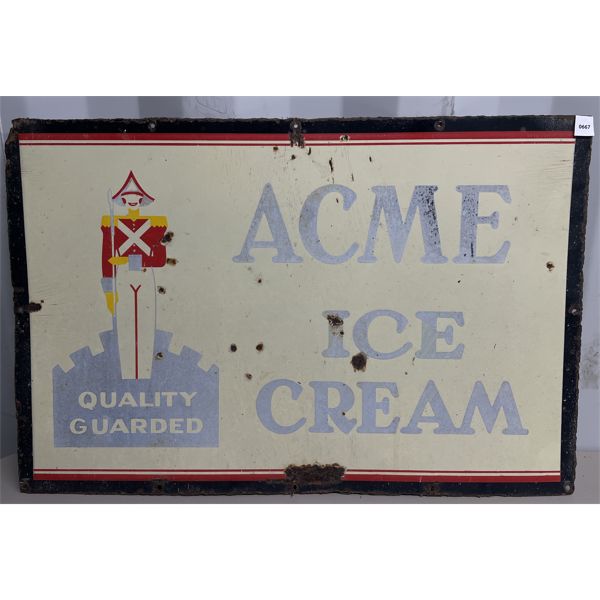 0667
ACME
ICE
CREAM
QUALITY
GUARDED